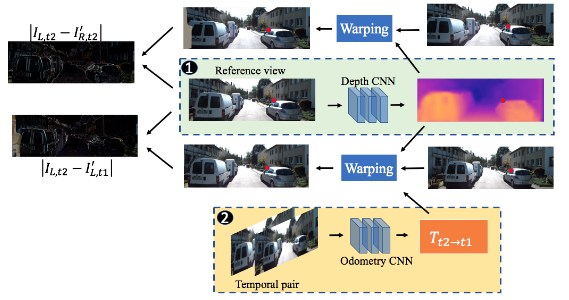 |I_{L,t2} − I'_{R,t2}|
Warping
1
Reference view
Depth CNN
|I_{L,t2} − I'_{L,t1}|
Warping
2
T_{t2→t1}
Odometry CNN
Temporal pair